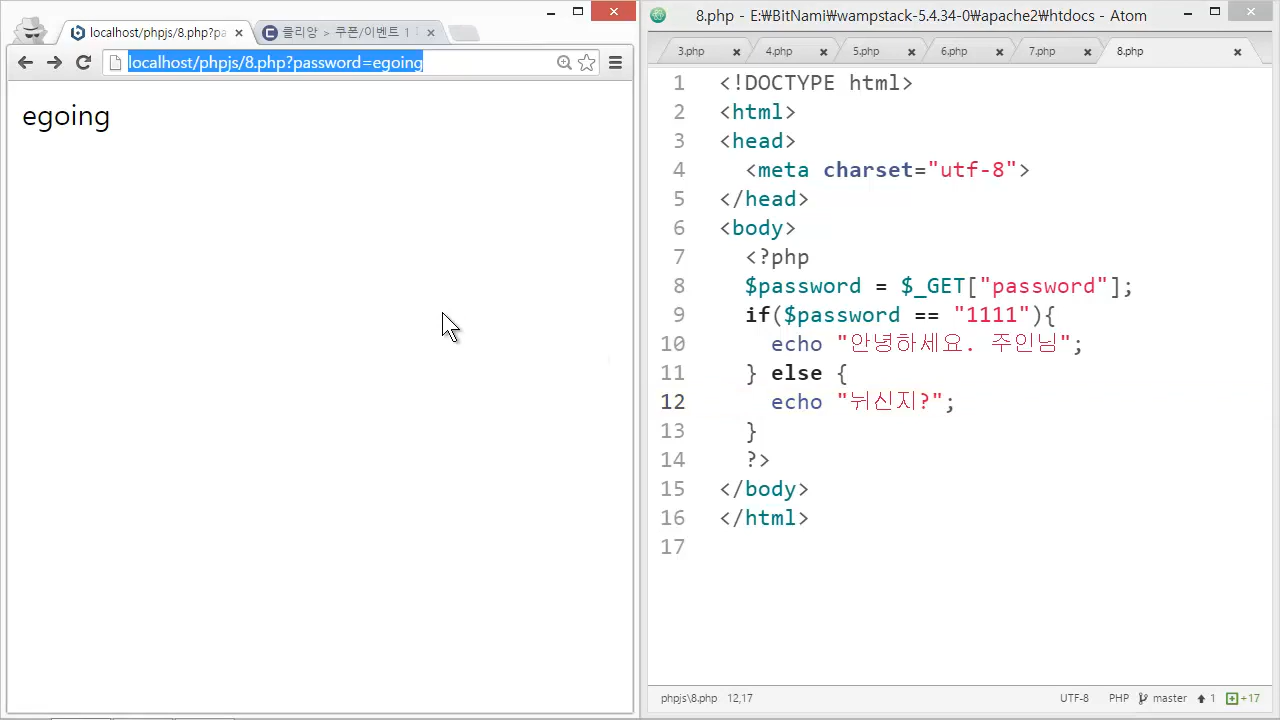 localhost/phpjs/8.php?pa
쿠폰/이벤트 1
localhost/phpjs/8.php?password=egoing
egoing
8.php - E:₩BitNami₩wampstack-5.4.34-0₩apache2₩htdocs - Atom
3.php
4.php
5.php
6.php
7.php
8.php
1 <!DOCTYPE html>
2 <html>
3 <head>
4 <meta charset="utf-8">
5 </head>
6 <body>
7 <?php
8 $password = $_GET["password"];
9 if($password == "1111"){
10 echo "안녕하세요. 주인님";
11 } else {
12 echo "뉘신지?";
13 }
14 ?>
15 </body>
16 </html>
17
phpjs\8.php 12,17
UTF-8 PHP master 1 +17